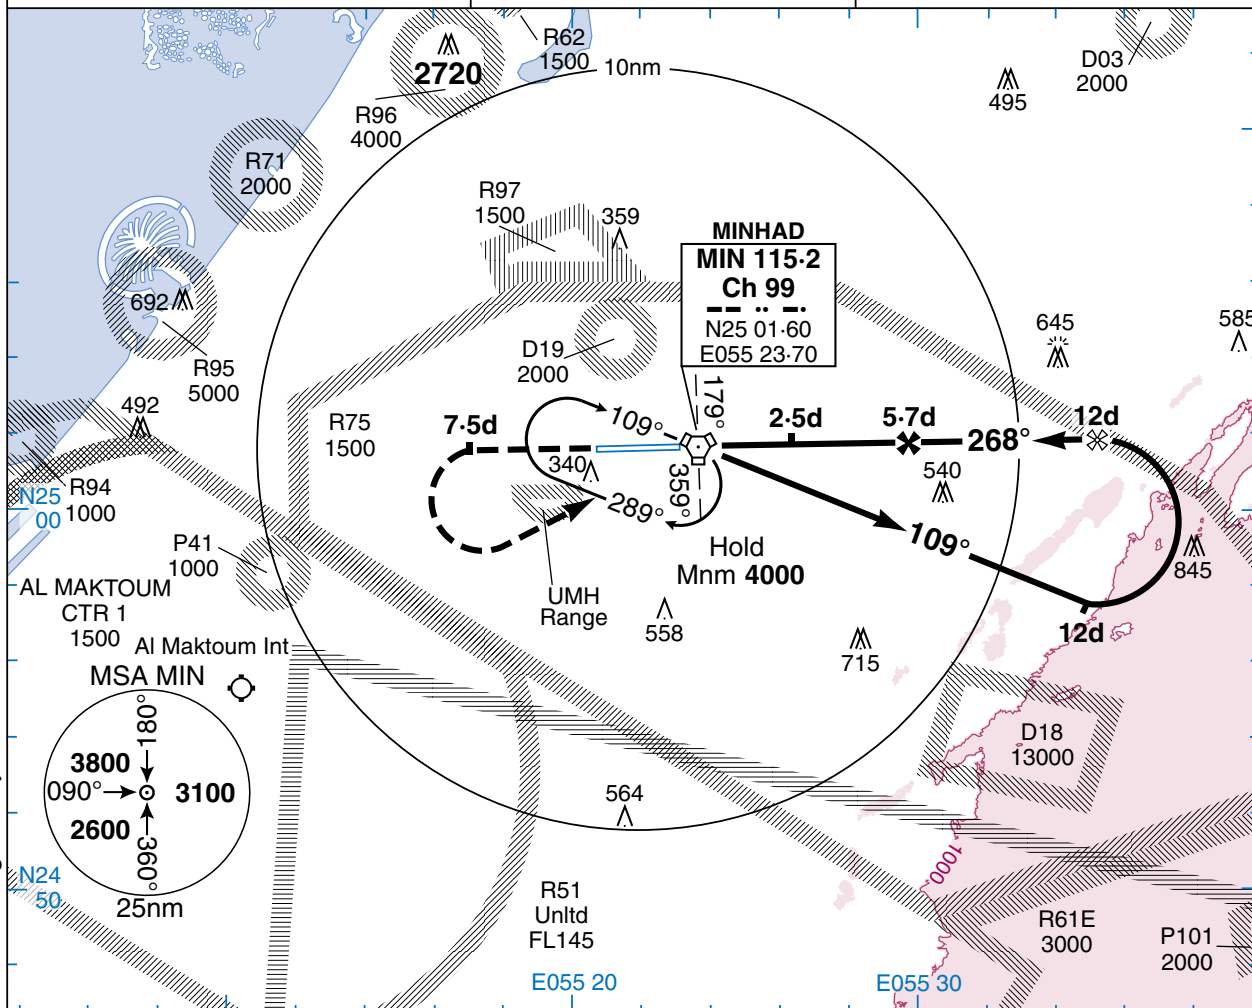 R62
1500
10nm
2720
R96
4000
D03
2000
495
R71
2000
R97
1500
359
MINHAD
MIN 115·2
Ch 99
N25 01·60
E055 23·70
692
R95
5000
D19
2000
645
585
492
R75
1500
7·5d
109°
179°
2·5d
5·7d
268°
12d
340
289°
359°
540
R94
1000
N25
00
P41
1000
Hold
Mnm 4000
109°
845
UMH
Range
558
12d
715
AL MAKTOUM
CTR 1
1500
Al Maktoum Int
MSA MIN
180°
3800
090°
3100
2600
360°
25nm
D18
13000
564
1000
N24
50
R51
Unltd
FL145
R61E
3000
P101
2000
E055 20
E055 30